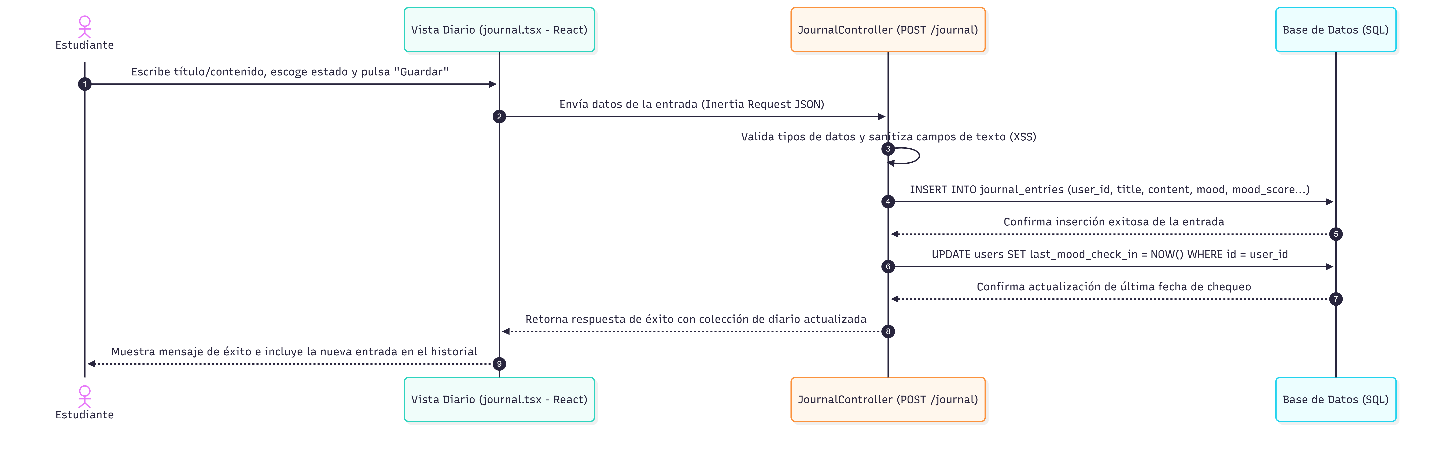 Estudiante
Vista Diario (journal.tsx - React)
JournalController (POST /journal)
Base de Datos (SQL)
Escribe título/contenido, escoge estado y pulsa "Guardar"
1
Envía datos de la entrada (Inertia Request JSON)
2
Valida tipos de datos y sanitiza campos de texto (XSS)
3
INSERT INTO journal_entries (user_id, title, content, mood, mood_score...)
4
Confirma inserción exitosa de la entrada
5
UPDATE users SET last_mood_check_in = NOW() WHERE id = user_id
6
Confirma actualización de última fecha de chequeo
7
Retorna respuesta de éxito con colección de diario actualizada
8
Muestra mensaje de éxito e incluye la nueva entrada en el historial
9
Estudiante
Vista Diario (journal.tsx - React)
JournalController (POST /journal)
Base de Datos (SQL)